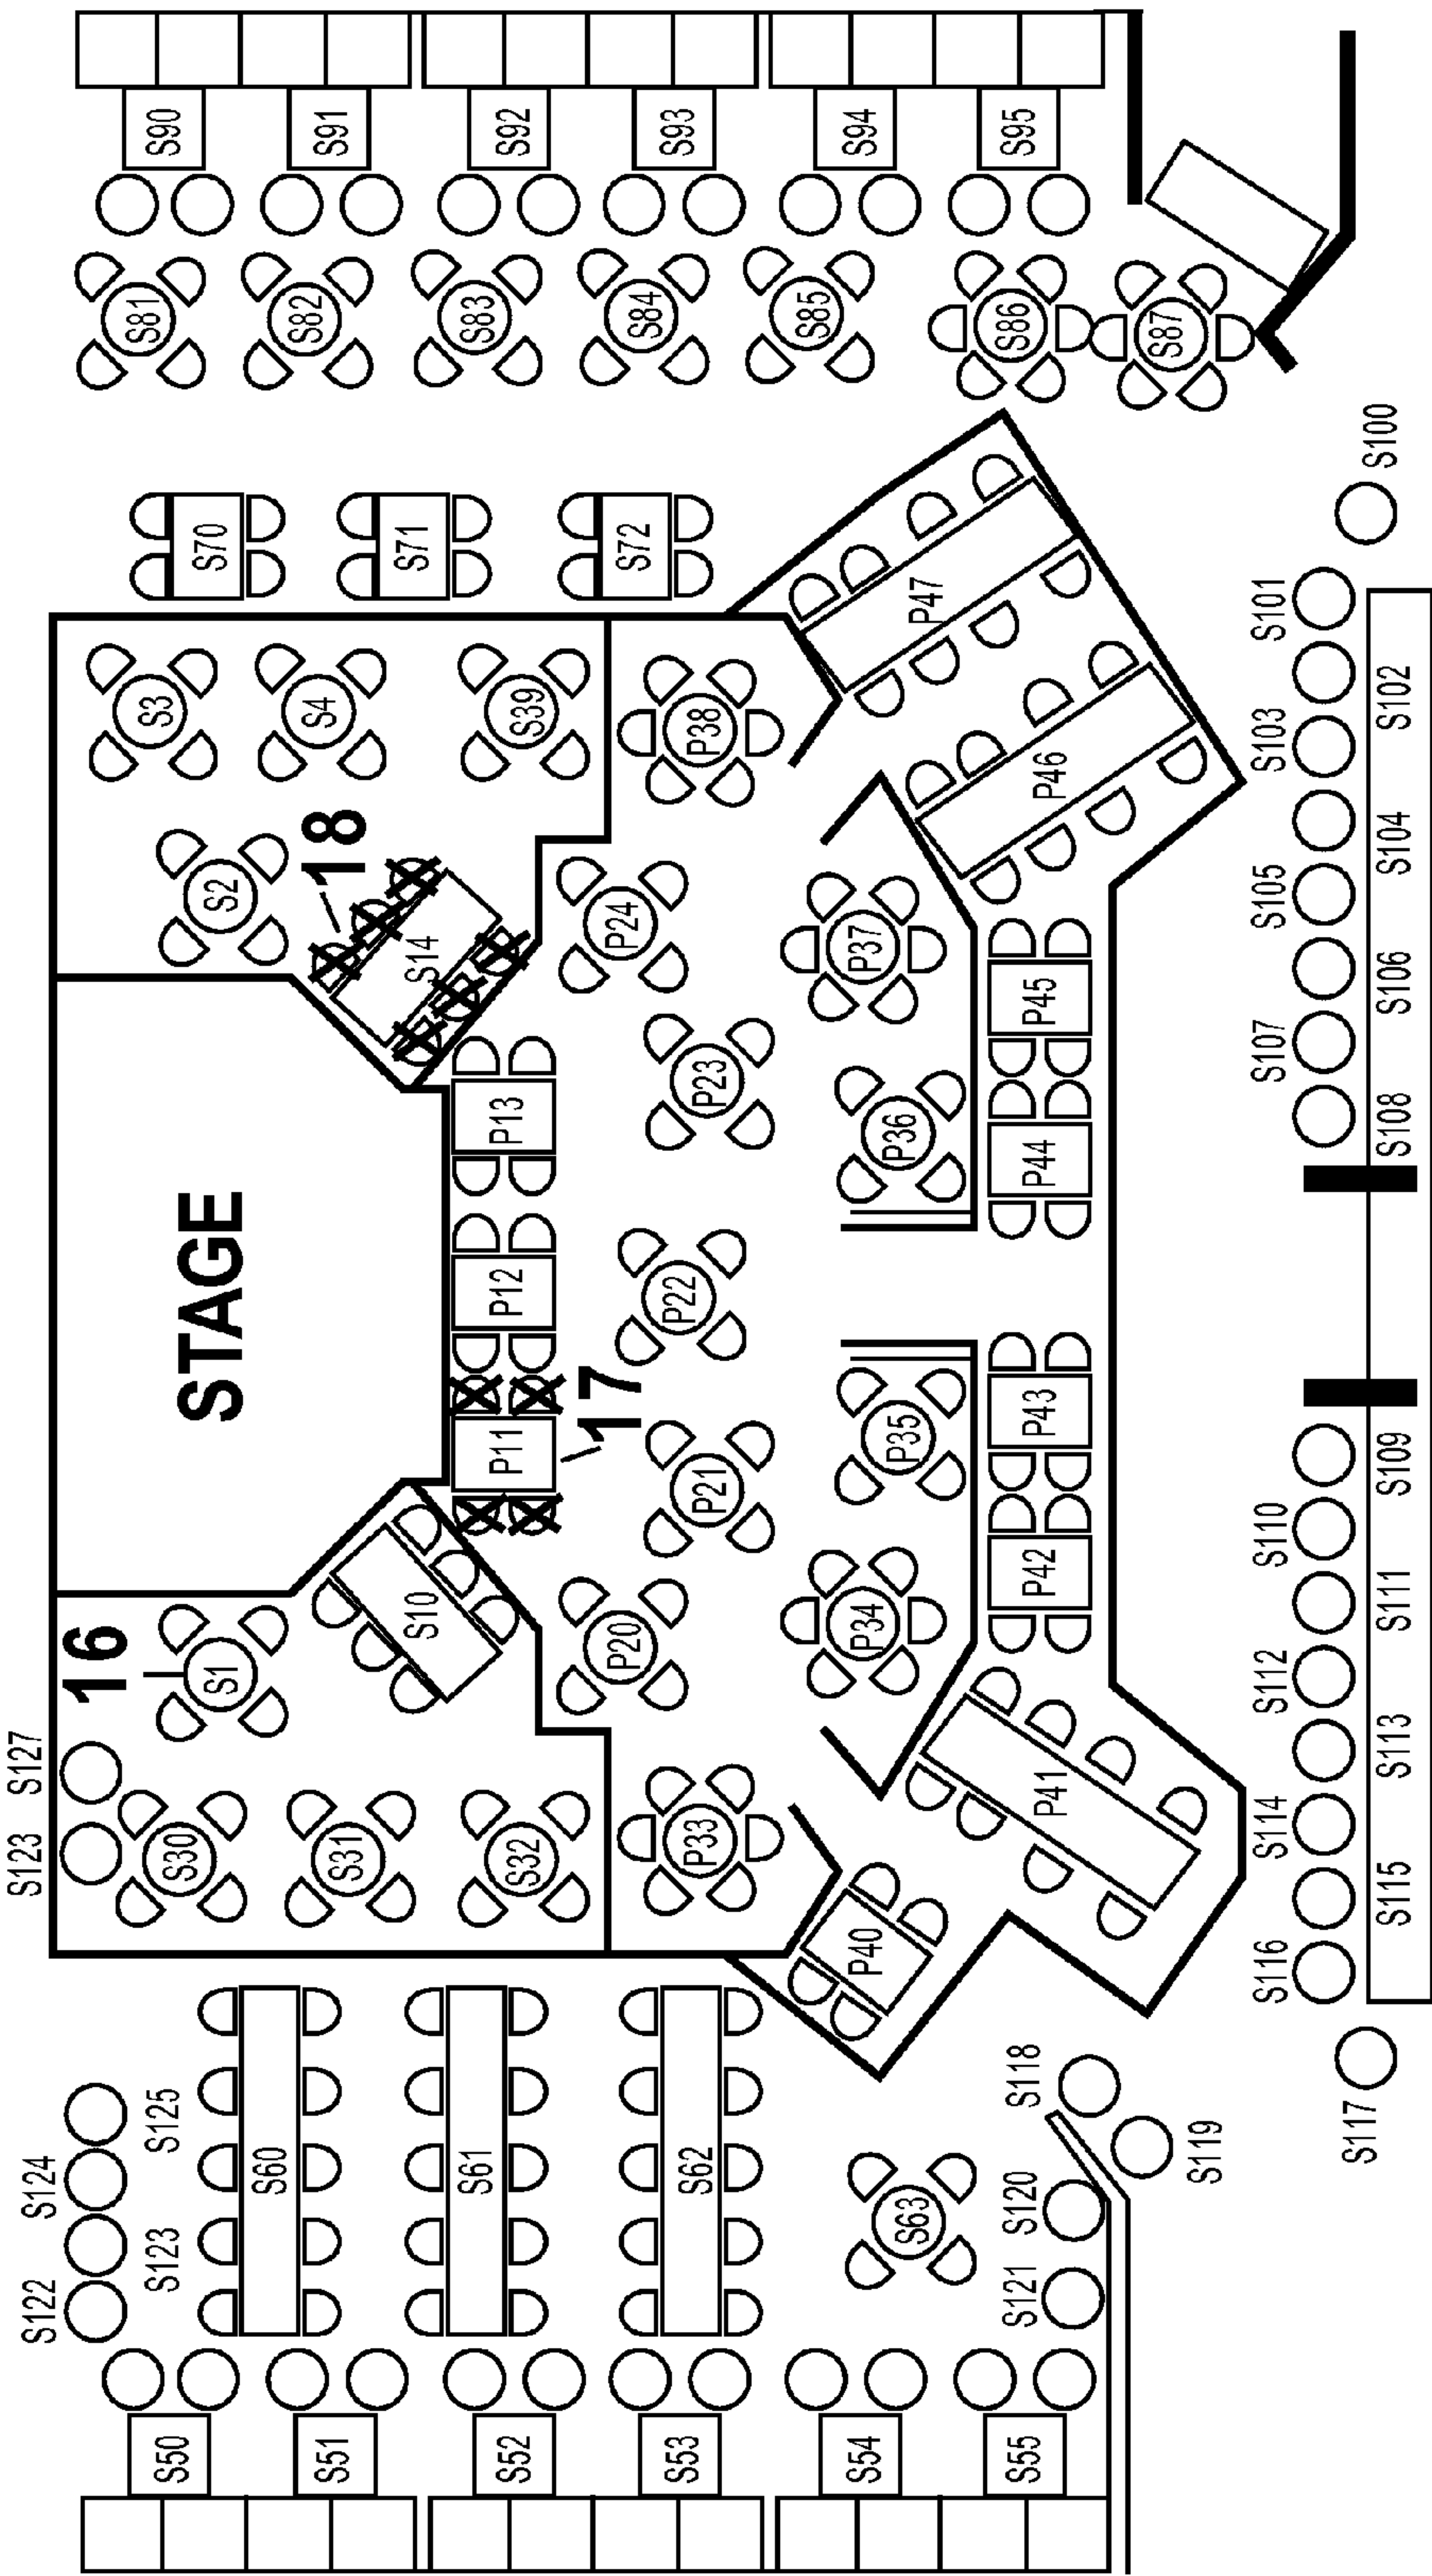 S122
S124
S123
S127
16
S123
S125
S50
S30
S3
S81
S90
STAGE
S1
S2
S70
S60
S82
S91
S51
S31
S4
18
S10
S14
S71
S61
S83
S92
S52
S32
P11
P12
P13
S39
17
P20
P24
S72
S84
S93
S53
S62
P33
P21
P22
P23
P38
S85
S94
S54
P40
P34
P35
P36
P37
P47
S63
S86
S95
S55
S121
S120
S118
P41
P42
P43
P44
P45
P46
S87
S119
S116
S114
S112
S110
S107
S105
S103
S101
S117
S115
S113
S111
S109
S108
S106
S104
S102
S100